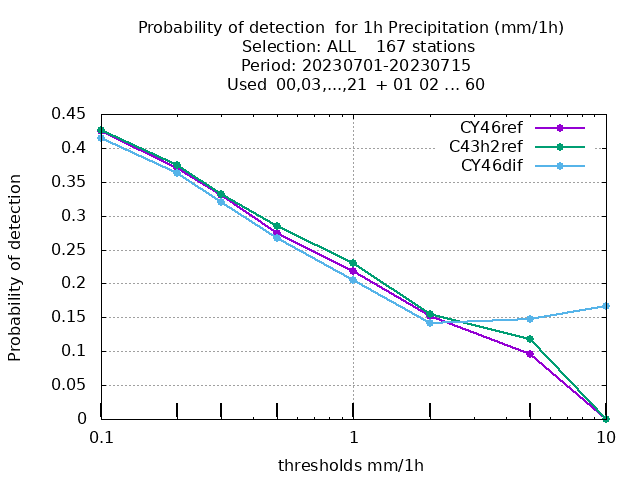 Probability of detection  for 1h Precipitation (mm/1h)
Selection: ALL    167 stations
Period: 20230701-20230715
Used  00,03,...,21  + 01 02 ... 60
0.45
0.4
0.35
0.3
0.25
0.2
0.15
0.1
0.05
0
Probability of detection
CY46ref
C43h2ref
CY46dif
0.1
1
10
thresholds mm/1h